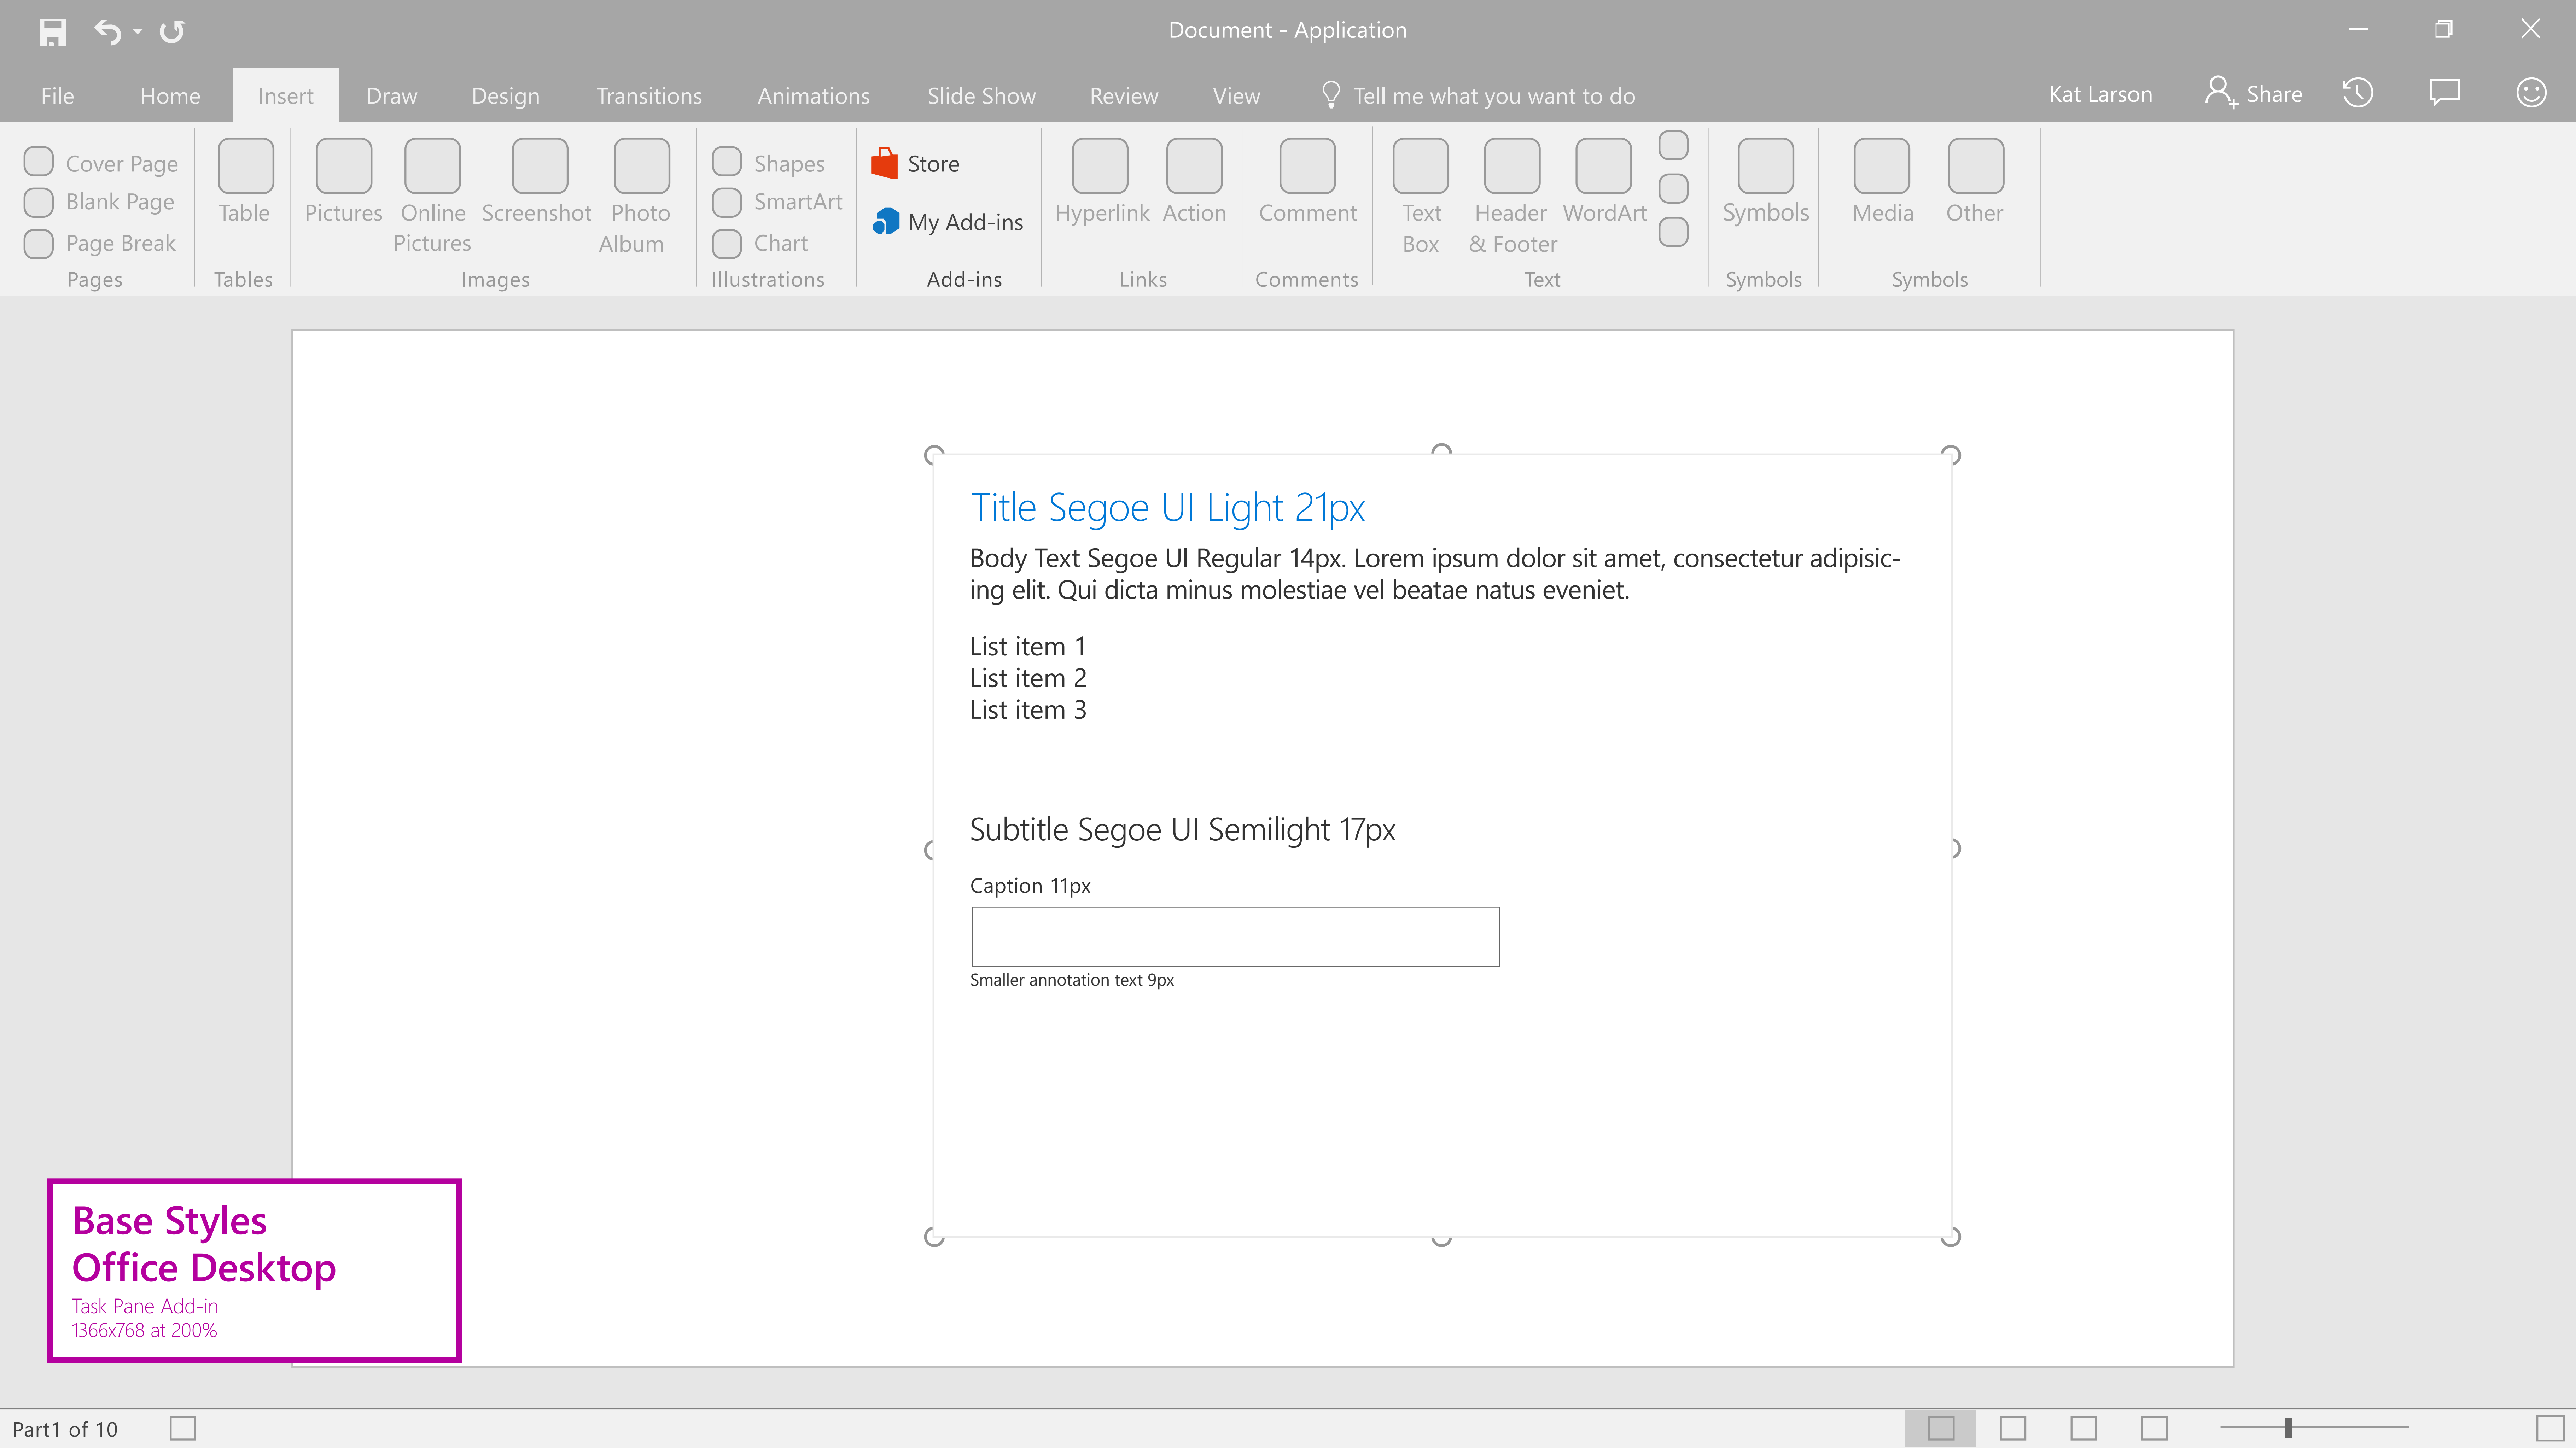 Document - Application
File Home Insert Draw Design Transitions Animations Slide Show Review View Tell me what you want to do Kat Larson Share
Cover Page
Blank Page
Page Break
Pages
Table
Tables
Pictures
Online
Pictures
Screenshot
Photo
Album
Images
Shapes
SmartArt
Chart
Illustrations
Store
My Add-ins
Add-ins
Hyperlink
Action
Links
Comment
Comments
Text
Box
Header
& Footer
WordArt
Text
Symbols
Symbols
Media
Other
Symbols
Title Segoe UI Light 21px
Body Text Segoe UI Regular 14px. Lorem ipsum dolor sit amet, consectetur adipisic-
ing elit. Qui dicta minus molestiae vel beatae natus eveniet.
List item 1
List item 2
List item 3
Subtitle Segoe UI Semilight 17px
Caption 11px
Smaller annotation text 9px
Base Styles
Office Desktop
Task Pane Add-in
1366x768 at 200%
Part1 of 10